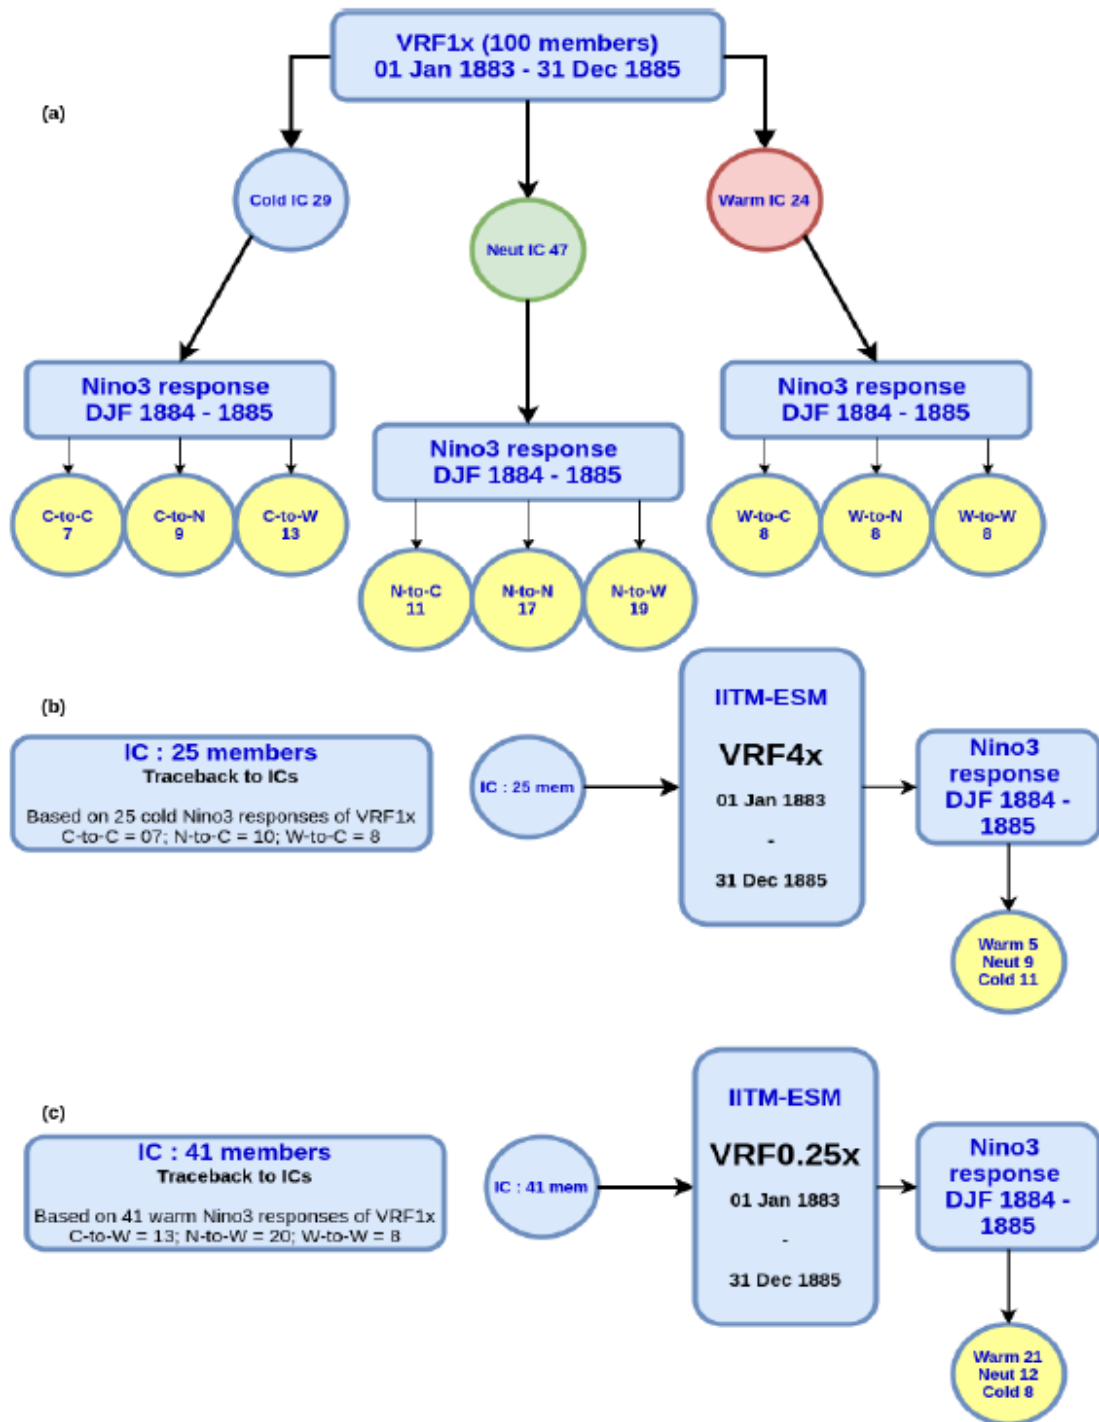 VRF1x (100 members)
01 Jan 1883 - 31 Dec 1885
(a)
Cold IC 29
Neut IC 47
Warm IC 24
Nino3 response
DJF 1884 - 1885
Nino3 response
DJF 1884 - 1885
Nino3 response
DJF 1884 - 1885
C-to-C
7
C-to-N
9
C-to-W
13
N-to-C
11
N-to-N
17
N-to-W
19
W-to-C
8
W-to-N
8
W-to-W
8
(b)
IC : 25 members
Traceback to ICs
Based on 25 cold Nino3 responses of VRF1x
C-to-C = 07; N-to-C = 10; W-to-C = 8
IC : 25 mem
IITM-ESM
VRF4x
01 Jan 1883
-
31 Dec 1885
Nino3
response
DJF 1884 -
1885
Warm 5
Neut 9
Cold 11
(c)
IC : 41 members
Traceback to ICs
Based on 41 warm Nino3 responses of VRF1x
C-to-W = 13; N-to-W = 20; W-to-W = 8
IC : 41 mem
IITM-ESM
VRF0.25x
01 Jan 1883
-
31 Dec 1885
Nino3
response
DJF 1884 -
1885
Warm 21
Neut 12
Cold 8